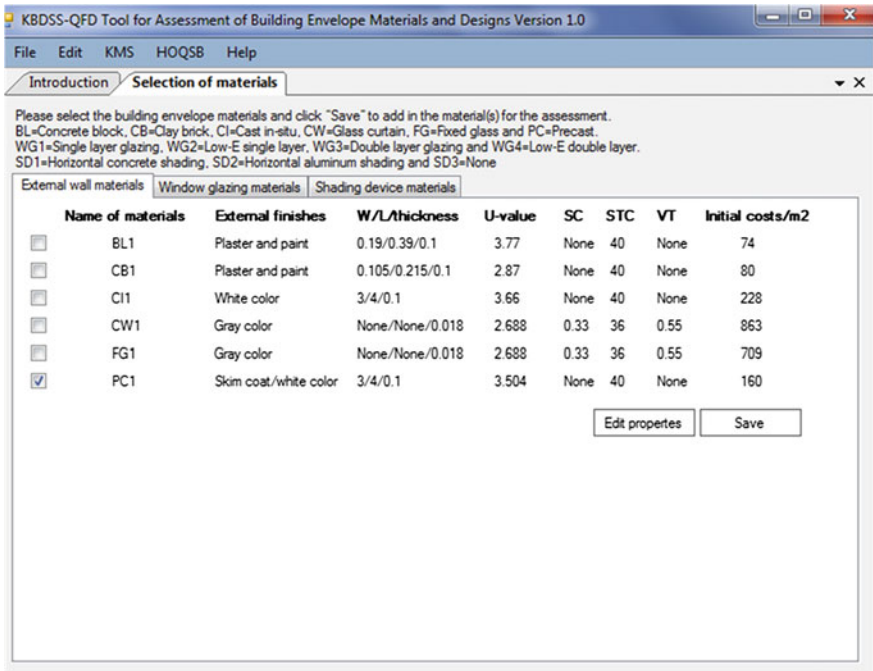 KBDSS-QFD Tool for Assessment of Building Envelope Materials and Designs Version 1.0
File Edit KMS HOQSB Help
Introduction Selection of materials
Please select the building envelope materials and click "Save" to add in the material(s) for the assessment.
BL=Concrete block, CB=Clay brick, CI=Cast in-situ, CW=Glass curtain, FG=Fixed glass and PC=Precast.
WG1=Single layer glazing, WG2=Low-E single layer, WG3=Double layer glazing and WG4=Low-E double layer.
SD1=Horizontal concrete shading, SD2=Horizontal aluminum shading and SD3=None
External wall materials Window glazing materials Shading device materials
Name of materials External finishes W/L/thickness U-value SC STC VT Initial costs/m2
BL1 Plaster and paint 0.19/0.39/0.1 3.77 None 40 None 74
CB1 Plaster and paint 0.105/0.215/0.1 2.87 None 40 None 80
CI1 White color 3/4/0.1 3.66 None 40 None 228
CW1 Gray color None/None/0.018 2.688 0.33 36 0.55 863
FG1 Gray color None/None/0.018 2.688 0.33 36 0.55 709
PC1 Skim coat/white color 3/4/0.1 3.504 None 40 None 160
Edit propertes Save